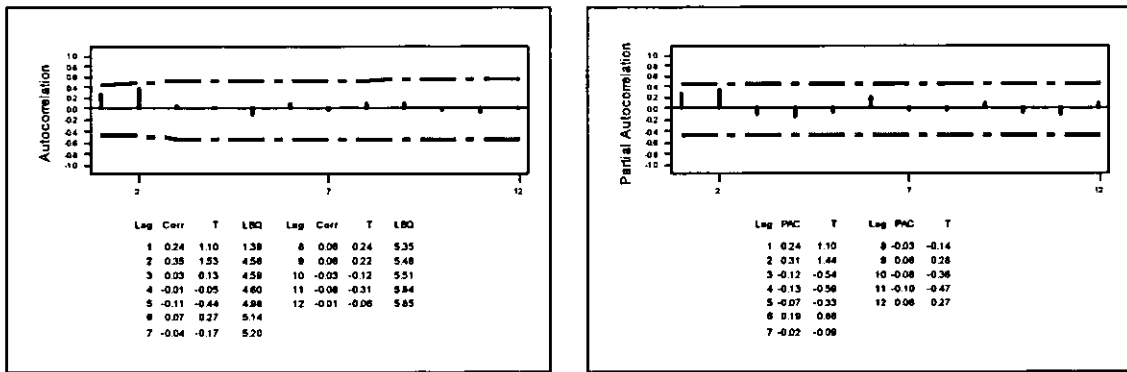 Autocorrelation
1.0
0.8
0.6
0.4
0.2
0.0
-0.2
-0.4
-0.6
-0.8
-1.0
2 7 12
Lag Corr T LBQ Lag Corr T LBQ
1 0.24 1.10 1.38 8 0.06 0.24 5.35
2 0.35 1.53 4.56 9 0.06 0.22 5.48
3 0.03 0.13 4.59 10 -0.03 -0.12 5.51
4 -0.01 -0.05 4.60 11 -0.08 -0.31 5.84
5 -0.11 -0.44 4.98 12 -0.01 -0.06 5.85
6 0.07 0.27 5.14
7 -0.04 -0.17 5.20
Partial Autocorrelation
1.0
0.8
0.6
0.4
0.2
0.0
-0.2
-0.4
-0.6
-0.8
-1.0
2 7 12
Lag PAC T Lag PAC T
1 0.24 1.10 8 -0.03 -0.14
2 0.31 1.44 9 0.06 0.28
3 -0.12 -0.54 10 -0.08 -0.36
4 -0.13 -0.59 11 -0.10 -0.47
5 -0.07 -0.33 12 0.06 0.27
6 0.19 0.88
7 -0.02 -0.09